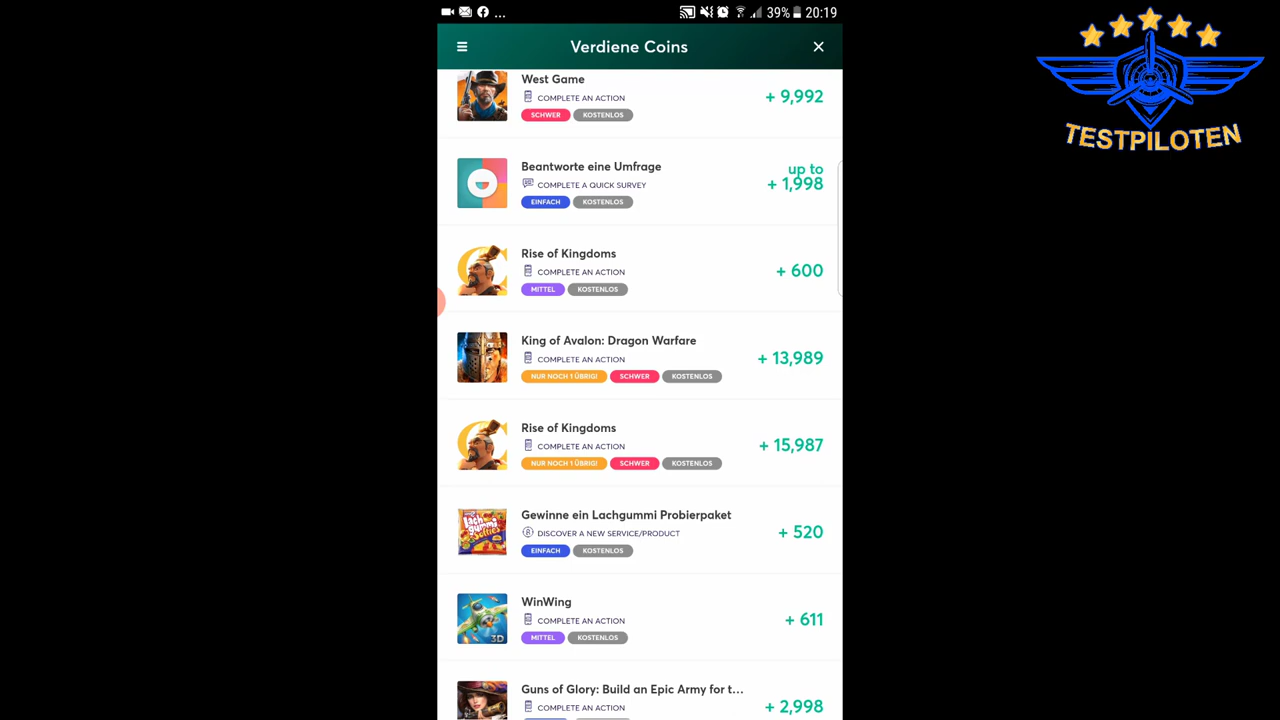 ... 39% 20:19
Verdiene Coins
West Game
COMPLETE AN ACTION
+ 9,992
SCHWER KOSTENLOS
Beantworte eine Umfrage
up to
COMPLETE A QUICK SURVEY
+ 1,998
EINFACH KOSTENLOS
Rise of Kingdoms
COMPLETE AN ACTION
+ 600
MITTEL KOSTENLOS
King of Avalon: Dragon Warfare
COMPLETE AN ACTION
+ 13,989
NUR NOCH 1 ÜBRIG! SCHWER KOSTENLOS
Rise of Kingdoms
COMPLETE AN ACTION
+ 15,987
NUR NOCH 1 ÜBRIG! SCHWER KOSTENLOS
Gewinne ein Lachgummi Probierpaket
DISCOVER A NEW SERVICE/PRODUCT
+ 520
EINFACH KOSTENLOS
lach gummi Softies
WinWing
COMPLETE AN ACTION
+ 611
MITTEL KOSTENLOS
3D
Guns of Glory: Build an Epic Army for t...
COMPLETE AN ACTION
+ 2,998
TESTPILOTEN